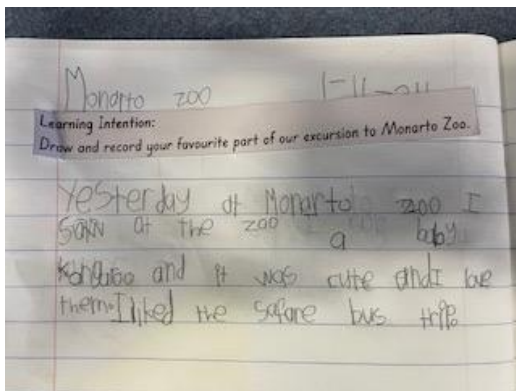 Monarto zoo
Learning Intention:
Draw and record your favourite part of our excursion to Monarto Zoo.
Yesterday at Monarto zoo I
saw at the zoo a baby
kangaroo and it was cute and I love
them. I liked the safare bus trip.